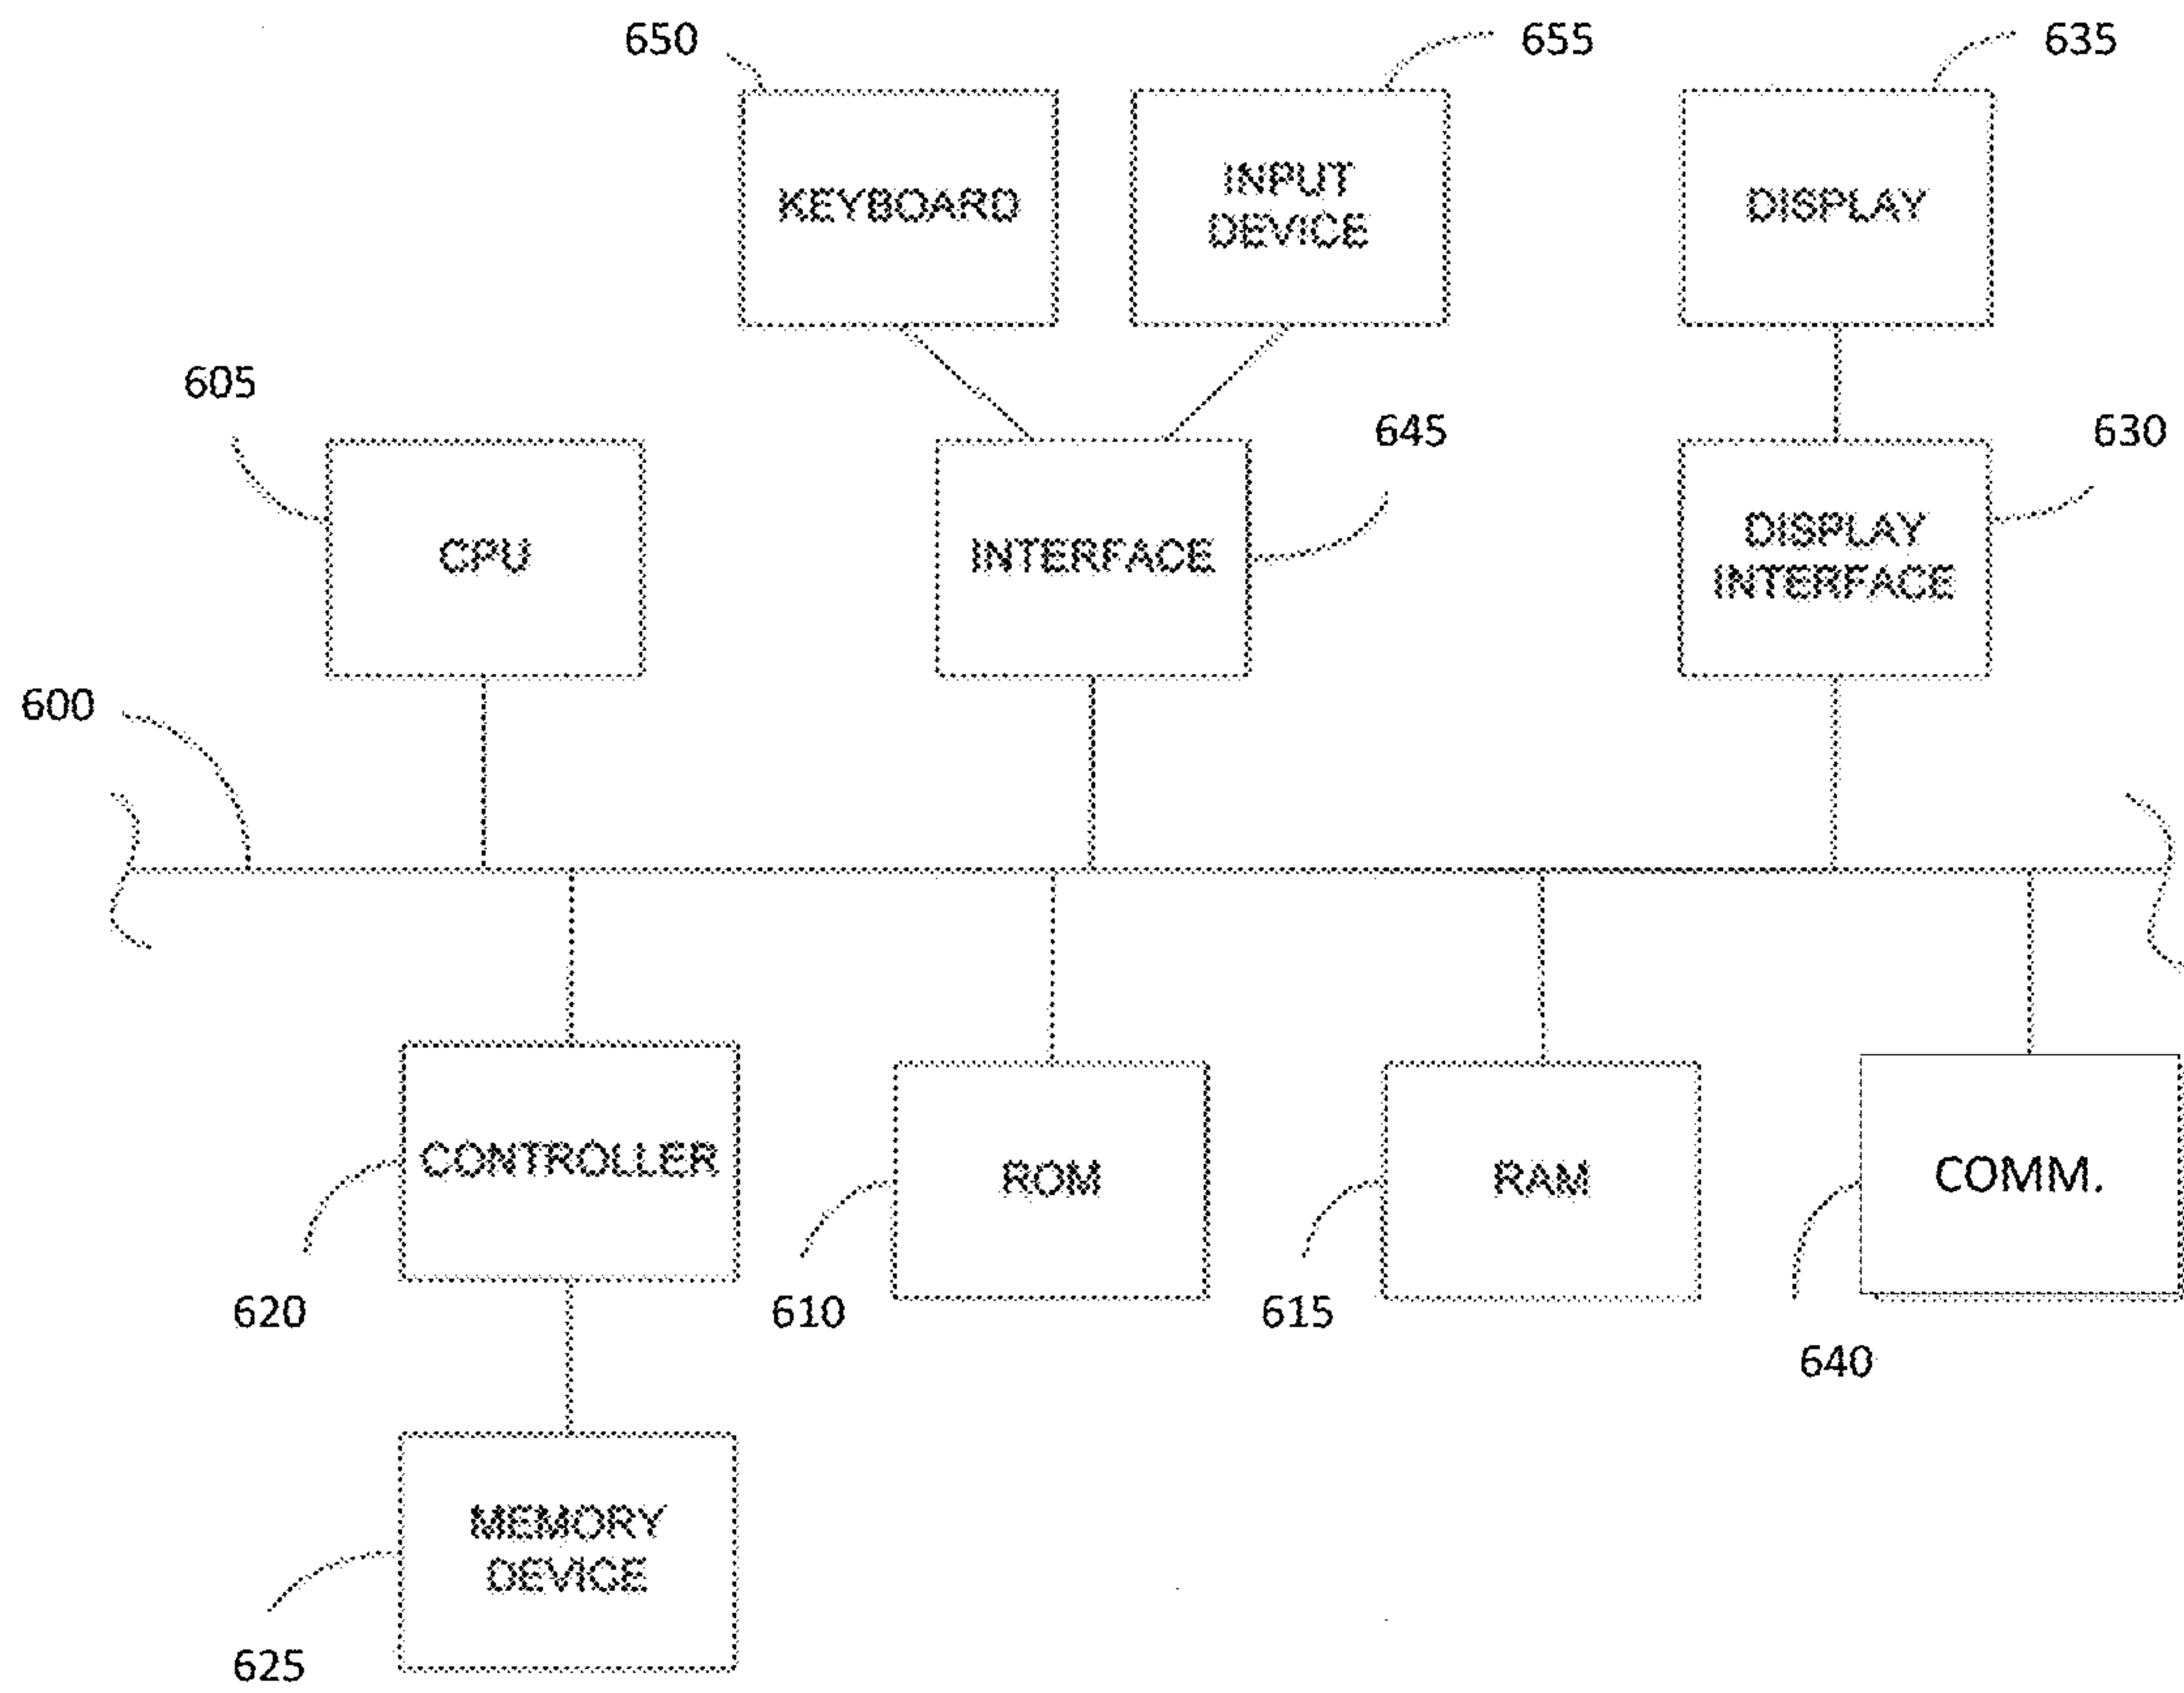 650
655
635
KEYBOARD
INPUT
DEVICE
DISPLAY
605
645
630
CPU
INTERFACE
DISPLAY
INTERFACE
600
CONTROLLER
ROM
RAM
COMM.
620
610
615
640
MEMORY
DEVICE
625